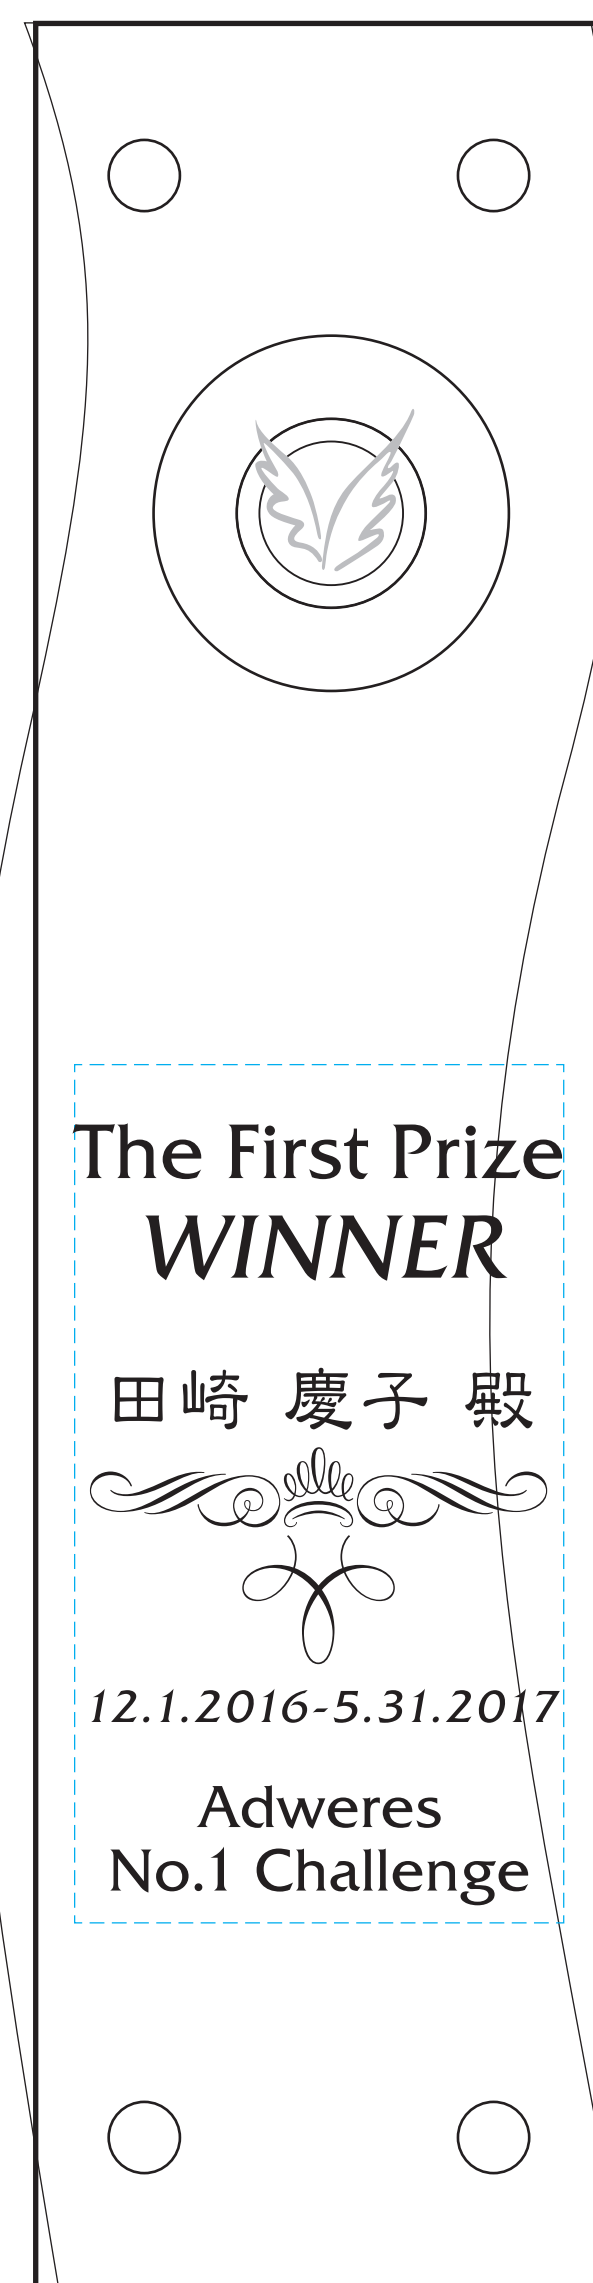 The First Prize
WINNER
田崎 慶子 殿
12.1.2016-5.31.2017
Adweres
No.1 Challenge